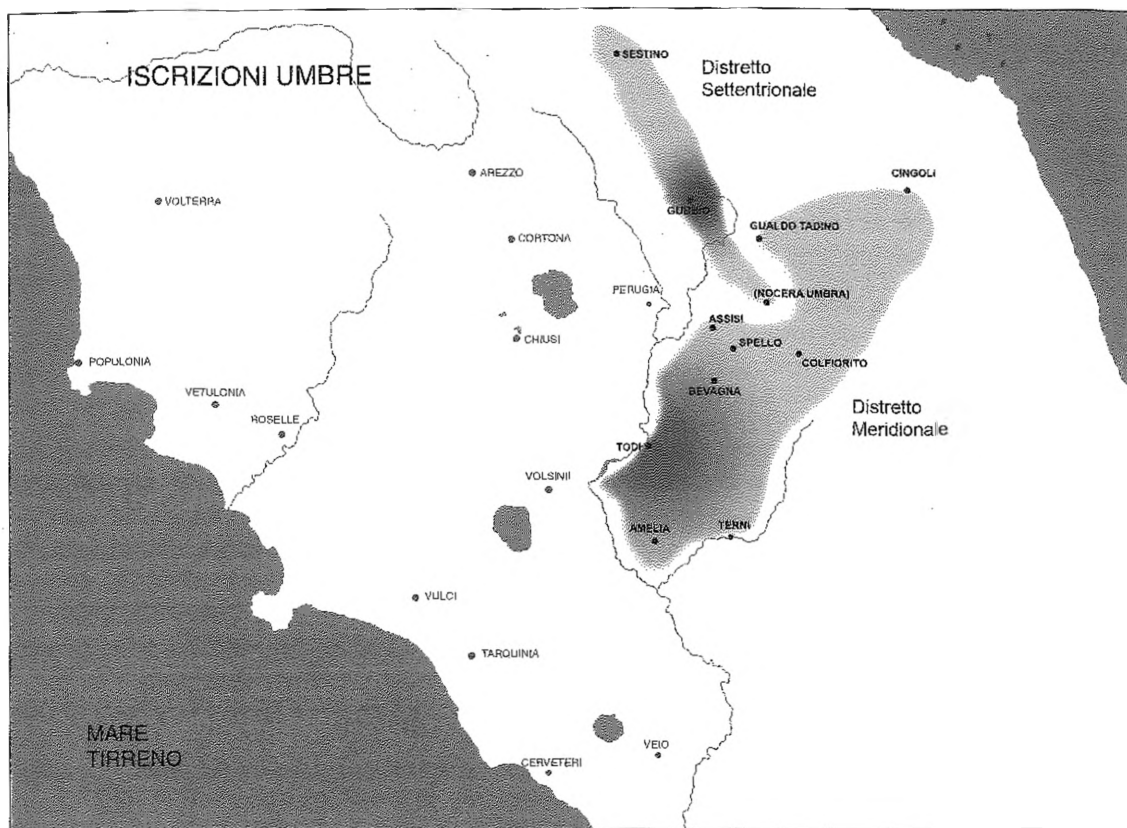 ISCRIZIONI UMBRE
SESTINO
Distretto
Settentrionale
AREZZO
CINGOLI
VOLTERRA
GUBBIO
CORTONA
GUALDO TADINO
PERUGIA
(NOCERA UMBRA)
ASSISI
CHIUSI
SPELLO
POPULONIA
COLFIORITO
VETULONIA
BEVAGNA
Distretto
Meridionale
ROSELLE
TODI
VOLSINII
AMELIA
TERNI
VULCI
TARQUINIA
MARE
TIRRENO
VEIO
CERVETERI